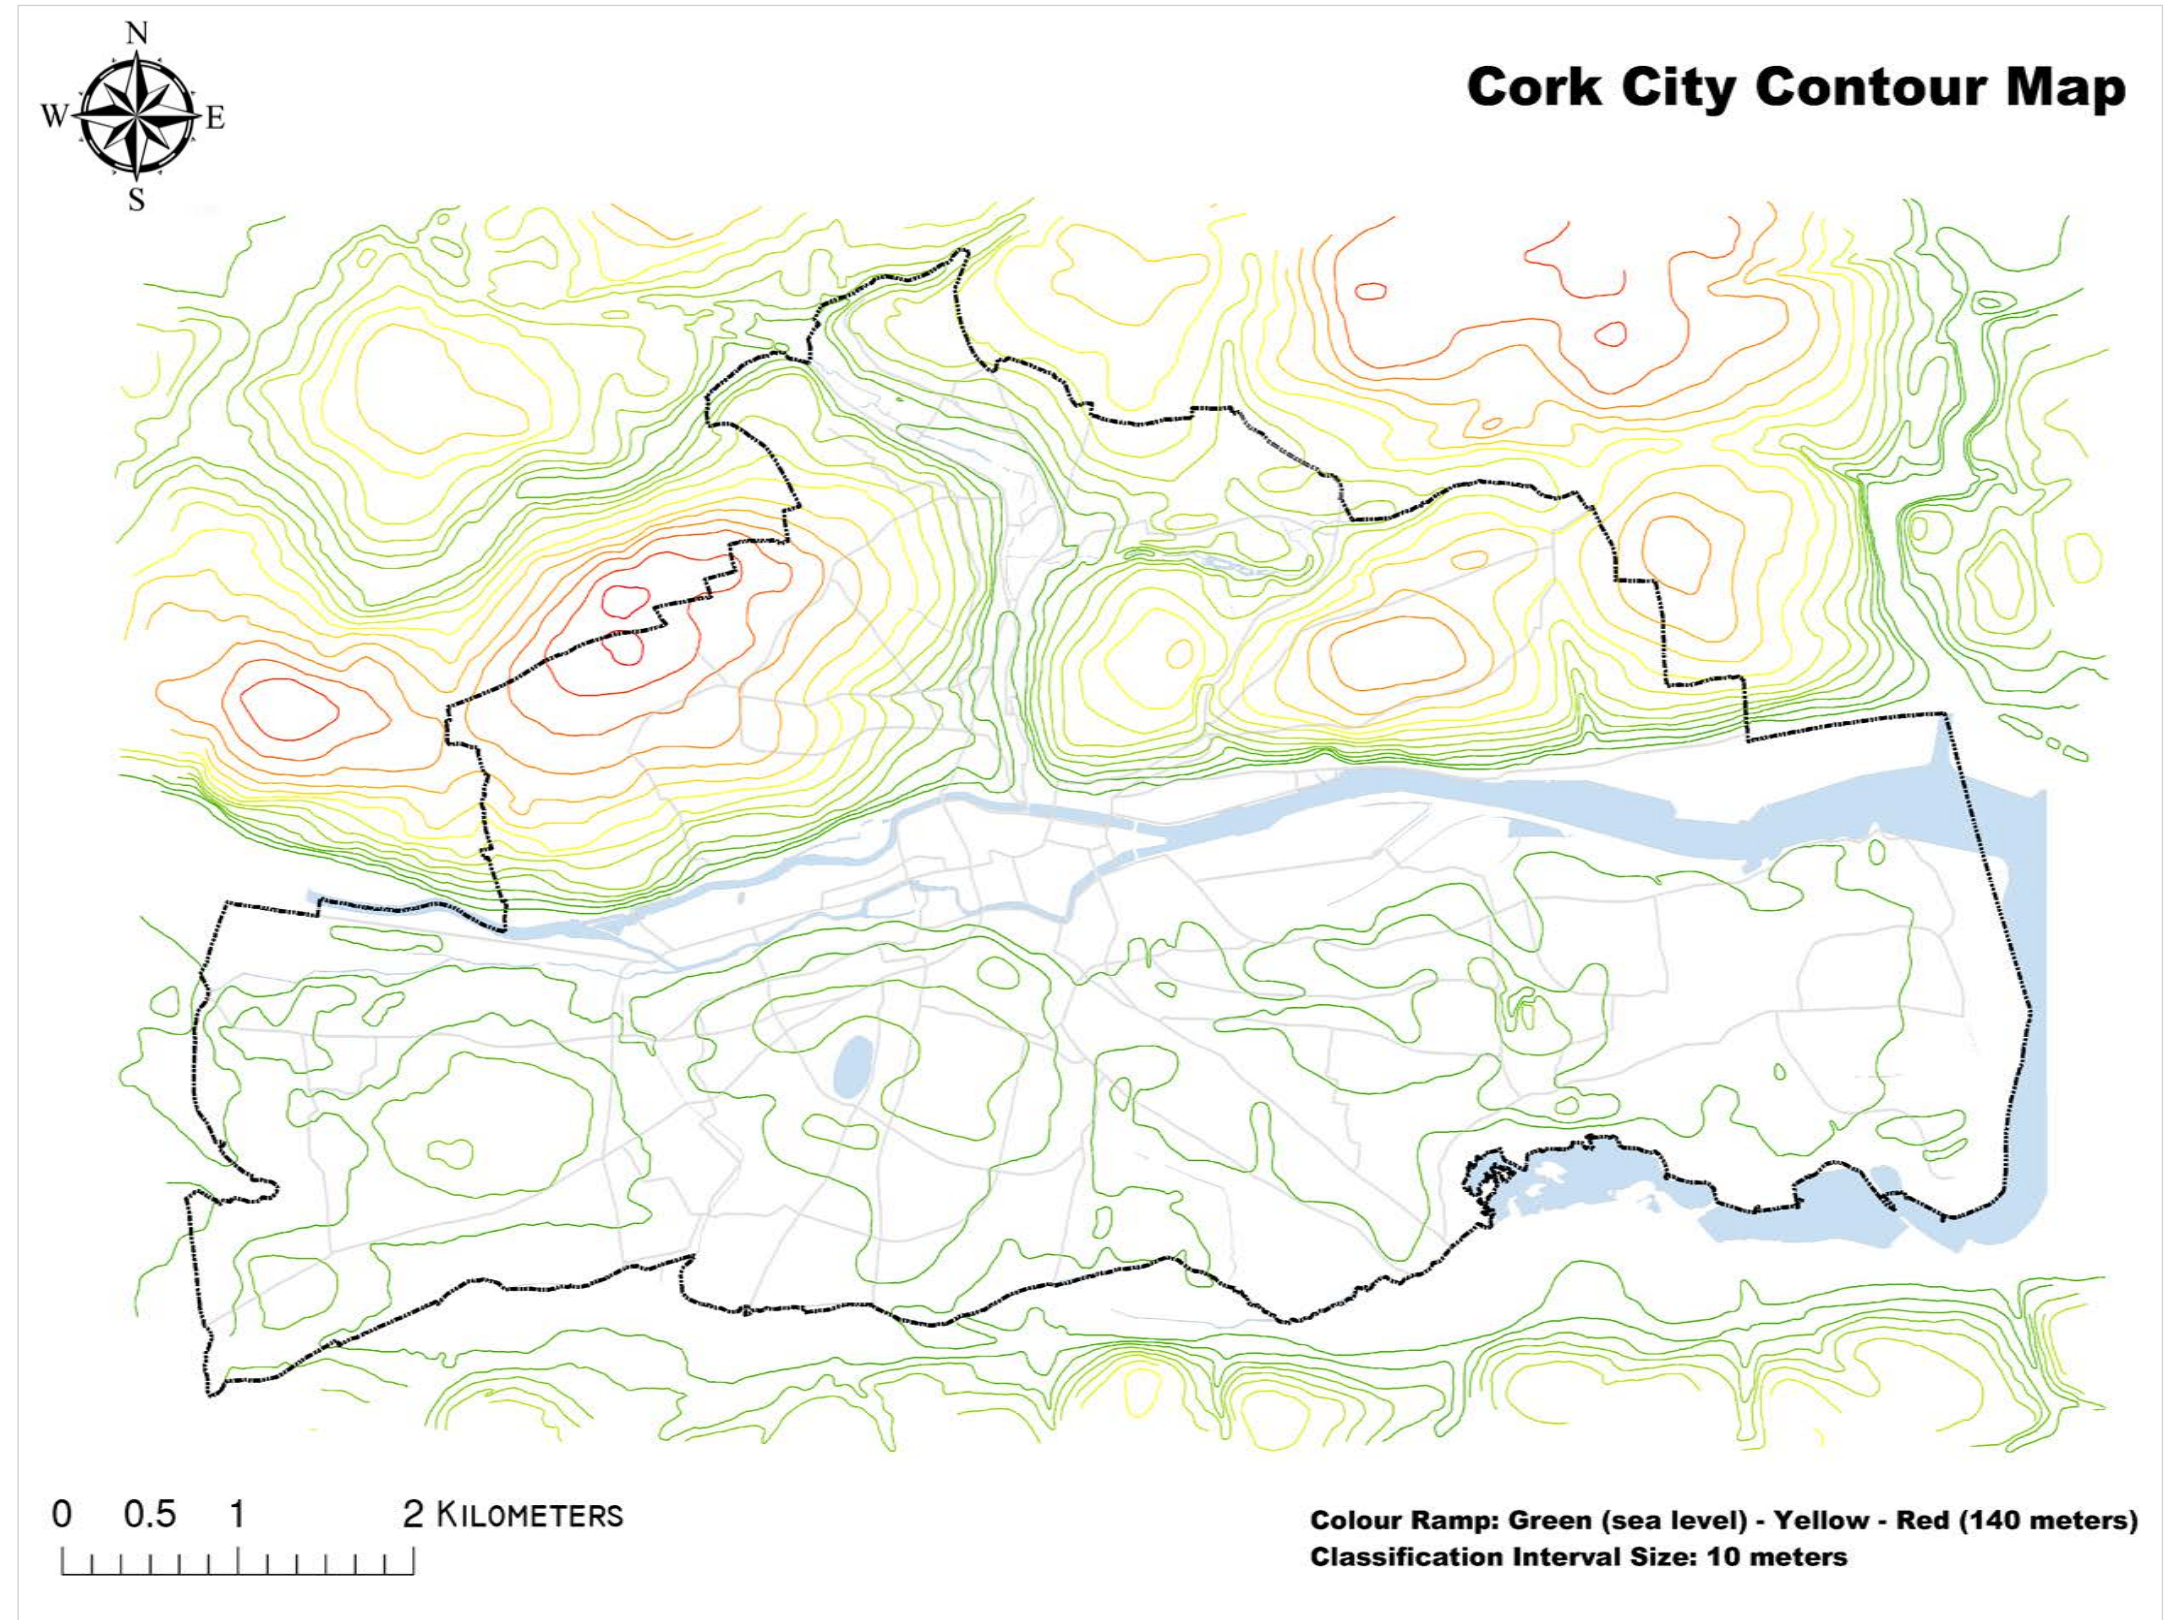 N
Cork City Contour Map
W E
S
0 0.5 1 2 KILOMETERS
Colour Ramp: Green (sea level) - Yellow - Red (140 meters)
Classification Interval Size: 10 meters